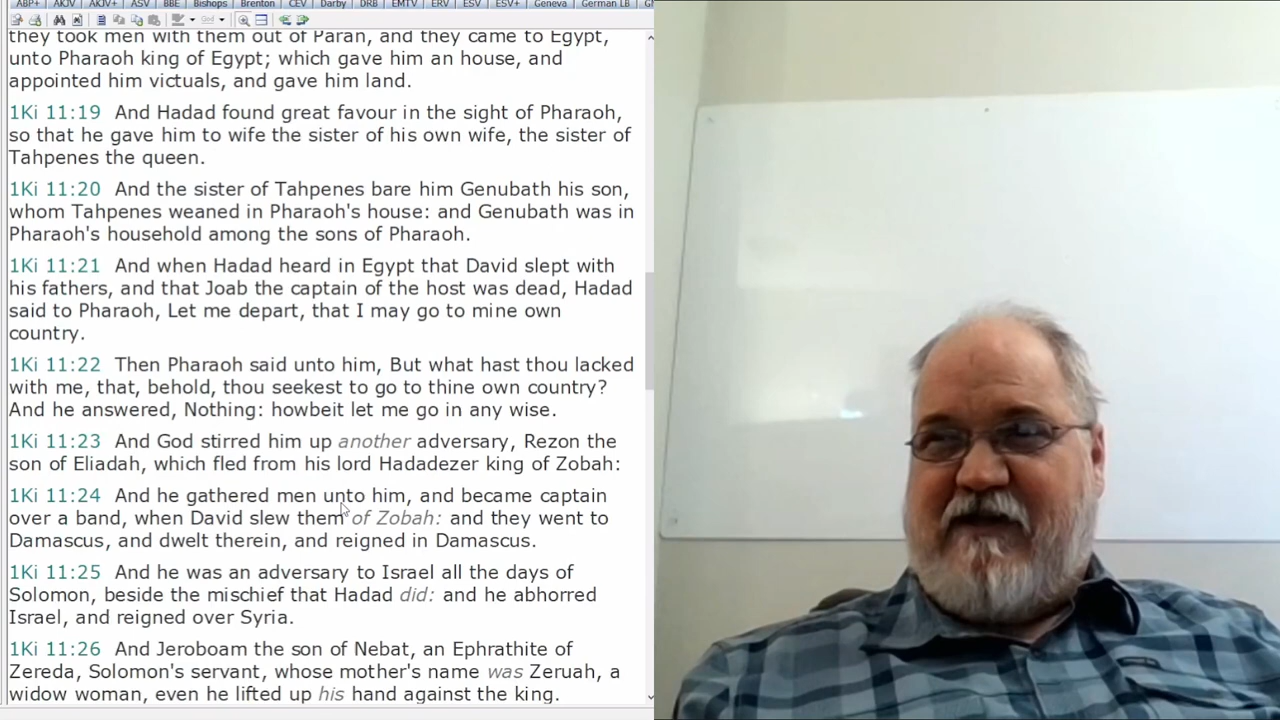 ABP+ AKJV AKJV+ ASV BBE Bishops Brenton CEV Darby DRB EMTV ERV ESV ESV+ Geneva German LB
they took men with them out of Paran, and they came to Egypt,
unto Pharaoh king of Egypt; which gave him an house, and
appointed him victuals, and gave him land.
1Ki 11:19 And Hadad found great favour in the sight of Pharaoh,
so that he gave him to wife the sister of his own wife, the sister of
Tahpenes the queen.
1Ki 11:20 And the sister of Tahpenes bare him Genubath his son,
whom Tahpenes weaned in Pharaoh's house: and Genubath was in
Pharaoh's household among the sons of Pharaoh.
1Ki 11:21 And when Hadad heard in Egypt that David slept with
his fathers, and that Joab the captain of the host was dead, Hadad
said to Pharaoh, Let me depart, that I may go to mine own
country.
1Ki 11:22 Then Pharaoh said unto him, But what hast thou lacked
with me, that, behold, thou seekest to go to thine own country?
And he answered, Nothing: howbeit let me go in any wise.
1Ki 11:23 And God stirred him up another adversary, Rezon the
son of Eliadah, which fled from his lord Hadadezer king of Zobah:
1Ki 11:24 And he gathered men unto him, and became captain
over a band, when David slew them of Zobah: and they went to
Damascus, and dwelt therein, and reigned in Damascus.
1Ki 11:25 And he was an adversary to Israel all the days of
Solomon, beside the mischief that Hadad did: and he abhorred
Israel, and reigned over Syria.
1Ki 11:26 And Jeroboam the son of Nebat, an Ephrathite of
Zereda, Solomon's servant, whose mother's name was Zeruah, a
widow woman, even he lifted up his hand against the king.